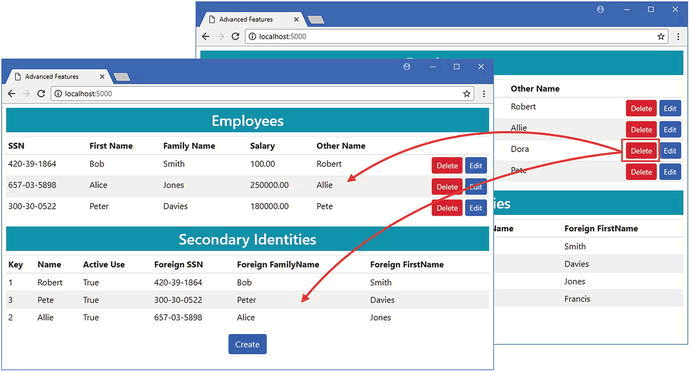 Advanced Features
localhost:5000
Other Name
Robert Delete Edit
Allie Delete Edit
Dora Delete Edit
Pete Delete Edit
Foreign FirstName
Smith
Davies
Jones
Francis
Advanced Features
localhost:5000
Employees
SSN First Name Family Name Salary Other Name
420-39-1864 Bob Smith 100.00 Robert Delete Edit
657-03-5898 Alice Jones 250000.00 Allie Delete Edit
300-30-0522 Peter Davies 180000.00 Pete Delete Edit
Secondary Identities
Key Name Active Use Foreign SSN Foreign FamilyName Foreign FirstName
1 Robert True 420-39-1864 Bob Smith
3 Pete True 300-30-0522 Peter Davies
2 Allie True 657-03-5898 Alice Jones
Create